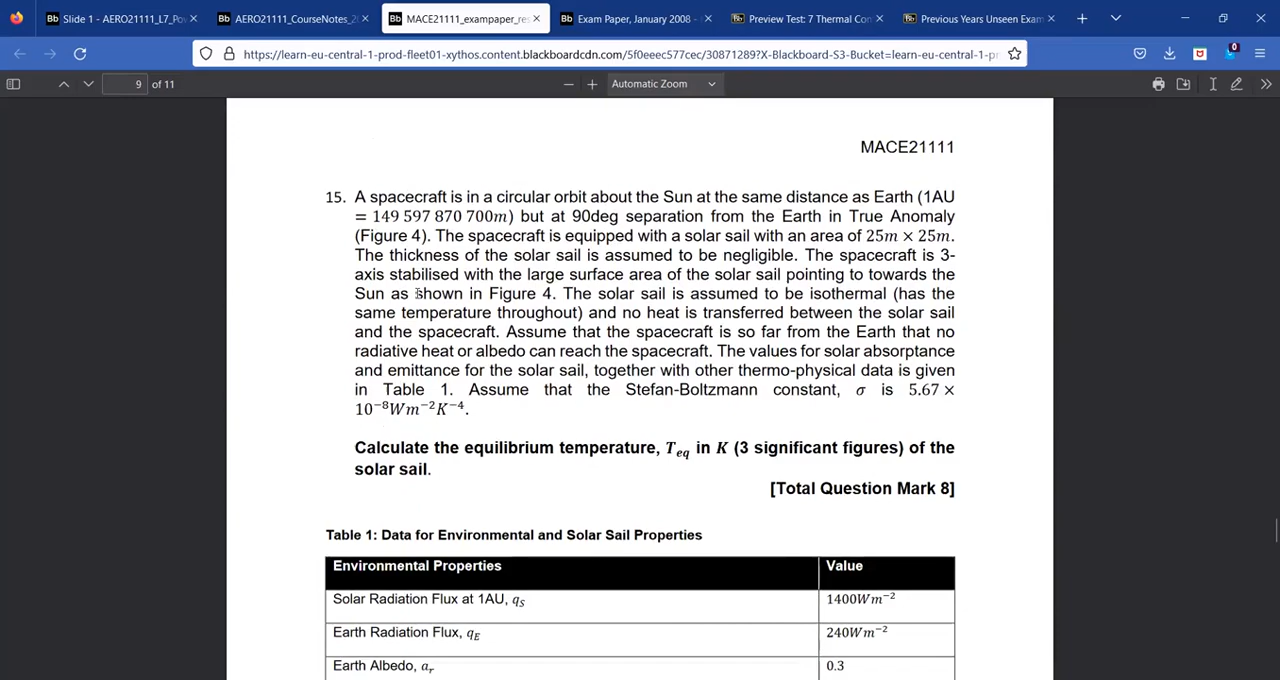 Slide 1 - AERO21111_L7_Po
AERO21111_CourseNotes_2
MACE21111_exampaper_res
Exam Paper, January 2008 -
Preview Test: 7 Thermal Con
Previous Years Unseen Exam
https://learn-eu-central-1-prod-fleet01-xythos.content.blackboardcdn.com/5f0eeec577cec/30871289?X-Blackboard-S3-Bucket=learn-eu-central-1-pr
0
9 of 11
Automatic Zoom
MACE21111
15. A spacecraft is in a circular orbit about the Sun at the same distance as Earth (1AU
= 149 597 870 700m) but at 90deg separation from the Earth in True Anomaly
(Figure 4). The spacecraft is equipped with a solar sail with an area of 25m × 25m.
The thickness of the solar sail is assumed to be negligible. The spacecraft is 3-
axis stabilised with the large surface area of the solar sail pointing to towards the
Sun as shown in Figure 4. The solar sail is assumed to be isothermal (has the
same temperature throughout) and no heat is transferred between the solar sail
and the spacecraft. Assume that the spacecraft is so far from the Earth that no
radiative heat or albedo can reach the spacecraft. The values for solar absorptance
and emittance for the solar sail, together with other thermo-physical data is given
in Table 1. Assume that the Stefan-Boltzmann constant, σ is 5.67 ×
10⁻⁸Wm⁻²K⁻⁴.
Calculate the equilibrium temperature, T_eq in K (3 significant figures) of the
solar sail.
[Total Question Mark 8]
Table 1: Data for Environmental and Solar Sail Properties
Environmental Properties Value
Solar Radiation Flux at 1AU, q_S 1400Wm⁻²
Earth Radiation Flux, q_E 240Wm⁻²
Earth Albedo, a_r 0.3